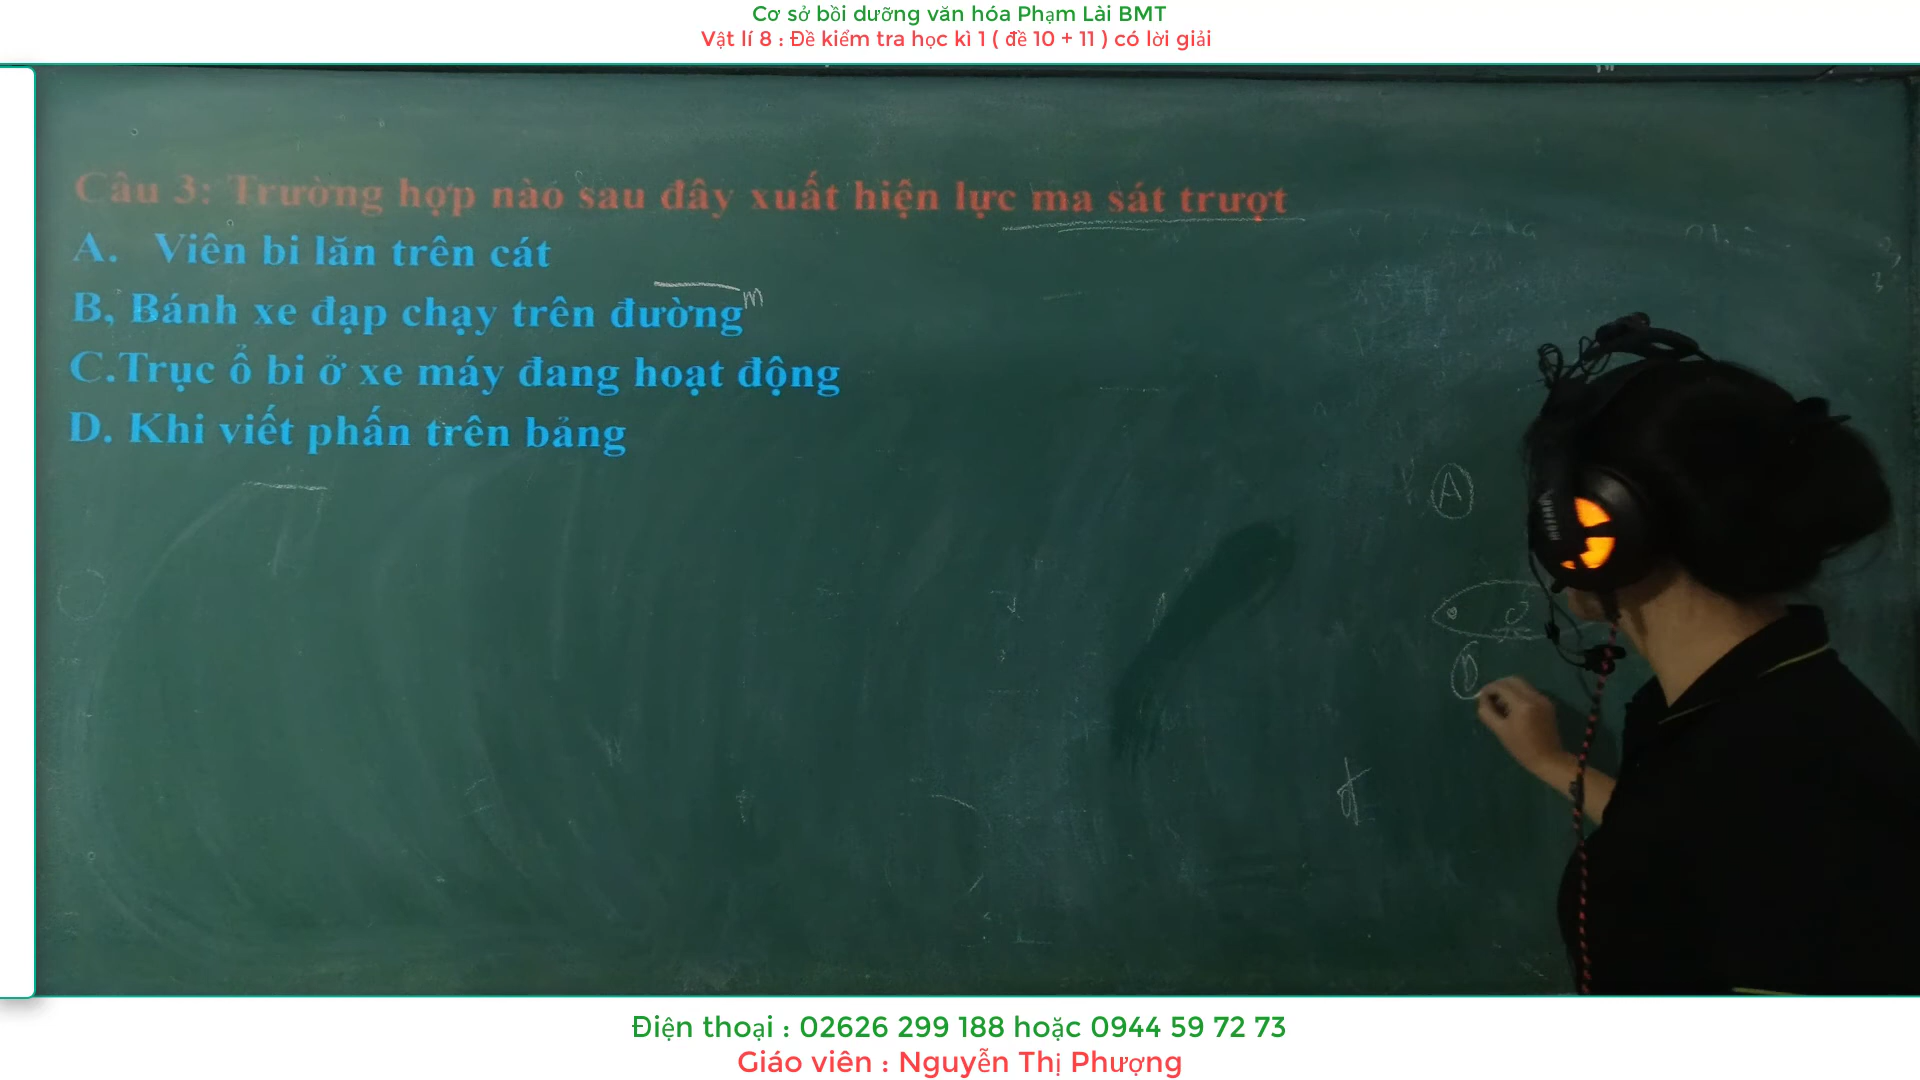 Cơ sở bồi dưỡng văn hóa Phạm Lài BMT
Vật lí 8 : Đề kiểm tra học kì 1 ( đề 10 + 11 ) có lời giải
Câu 3: Trường hợp nào sau đây xuất hiện lực ma sát trượt
A. Viên bi lăn trên cát
m
B, Bánh xe đạp chạy trên đường
C.Trục ổ bi ở xe máy đang hoạt động
D. Khi viết phấn trên bảng
A
Điện thoại : 02626 299 188 hoặc 0944 59 72 73
Giáo viên : Nguyễn Thị Phượng